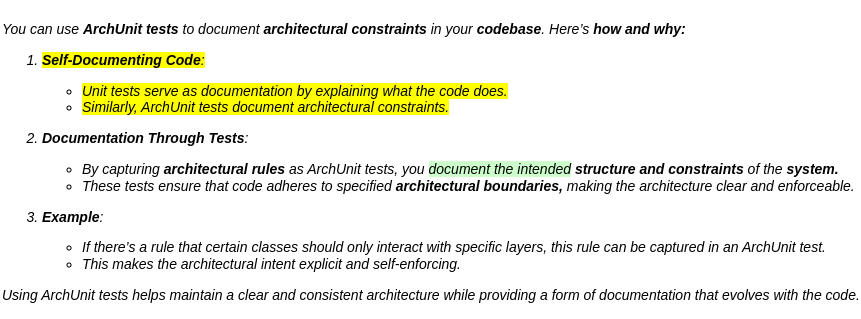 You can use ArchUnit tests to document architectural constraints in your codebase. Here's how and why:
1. Self-Documenting Code:
◦ Unit tests serve as documentation by explaining what the code does.
◦ Similarly, ArchUnit tests document architectural constraints.
2. Documentation Through Tests:
◦ By capturing architectural rules as ArchUnit tests, you document the intended structure and constraints of the system.
◦ These tests ensure that code adheres to specified architectural boundaries, making the architecture clear and enforceable.
3. Example:
◦ If there's a rule that certain classes should only interact with specific layers, this rule can be captured in an ArchUnit test.
◦ This makes the architectural intent explicit and self-enforcing.
Using ArchUnit tests helps maintain a clear and consistent architecture while providing a form of documentation that evolves with the code.